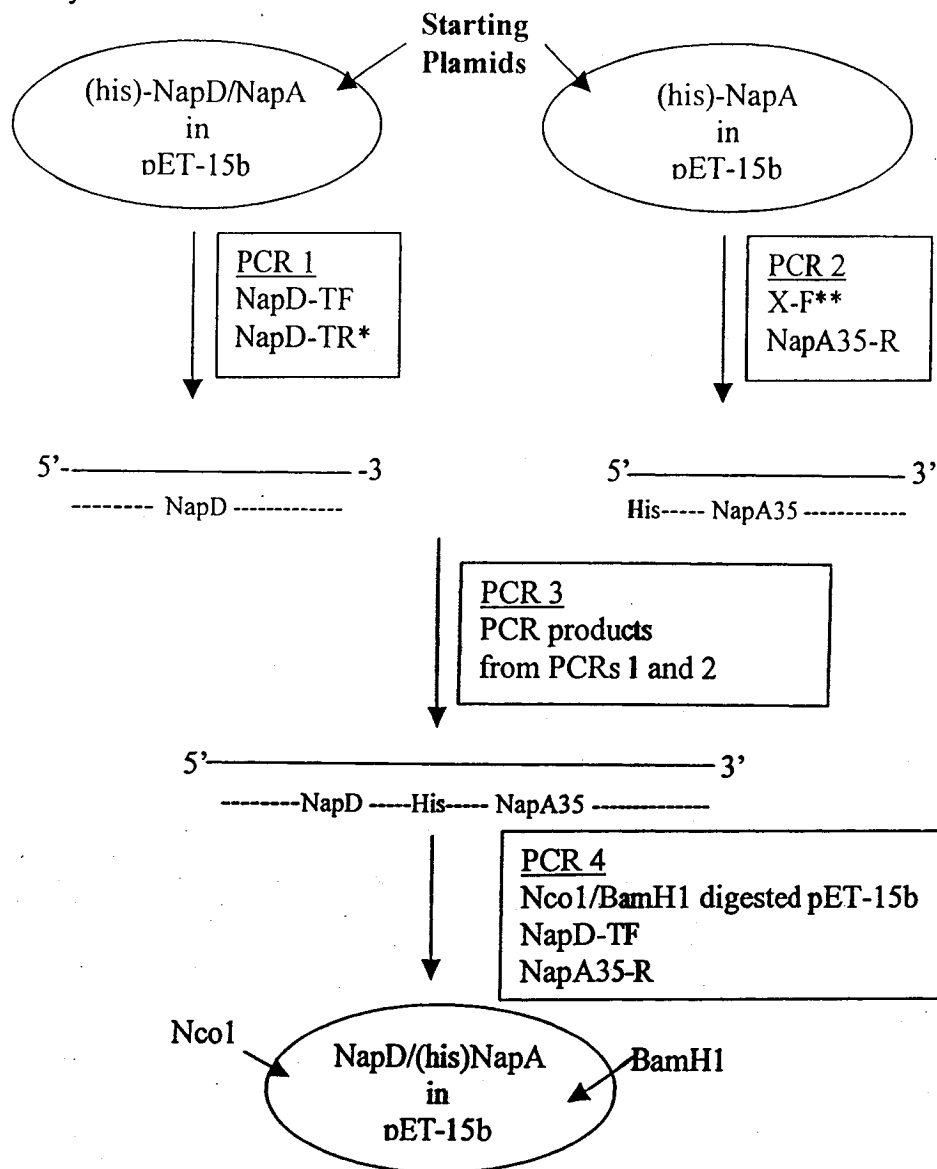 Starting
Plamids
(his)-NapD/NapA
in
pET-15b
(his)-NapA
in
pET-15b
PCR 1
NapD-TF
NapD-TR*
PCR 2
X-F**
NapA35-R
5'- -3
-------- NapD ------------
5' 3'
His----- NapA35 -----------
PCR 3
PCR products
from PCRs 1 and 2
5' 3'
--------NapD -----His----- NapA35 -------------
PCR 4
Nco1/BamH1 digested pET-15b
NapD-TF
NapA35-R
Nco1
NapD/(his)NapA
in
pET-15b
BamH1